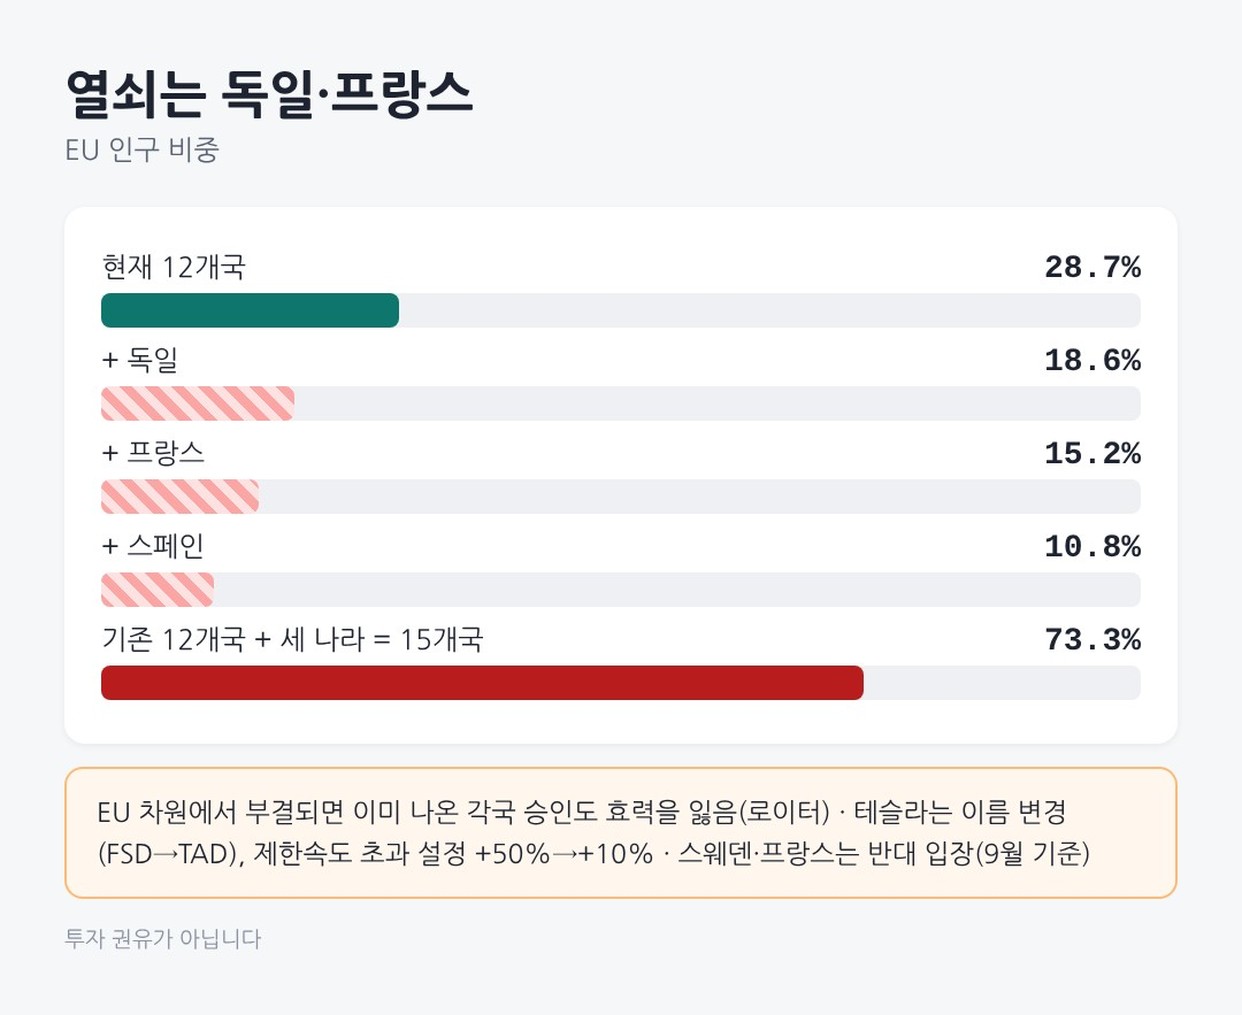 열쇠는 독일·프랑스
EU 인구 비중
현재 12개국 28.7%
+ 독일 18.6%
+ 프랑스 15.2%
+ 스페인 10.8%
기존 12개국 + 세 나라 = 15개국 73.3%
EU 차원에서 부결되면 이미 나온 각국 승인도 효력을 잃음(로이터) · 테슬라는 이름 변경
(FSD→TAD), 제한속도 초과 설정 +50%→+10% · 스웨덴·프랑스는 반대 입장(9월 기준)
투자 권유가 아닙니다